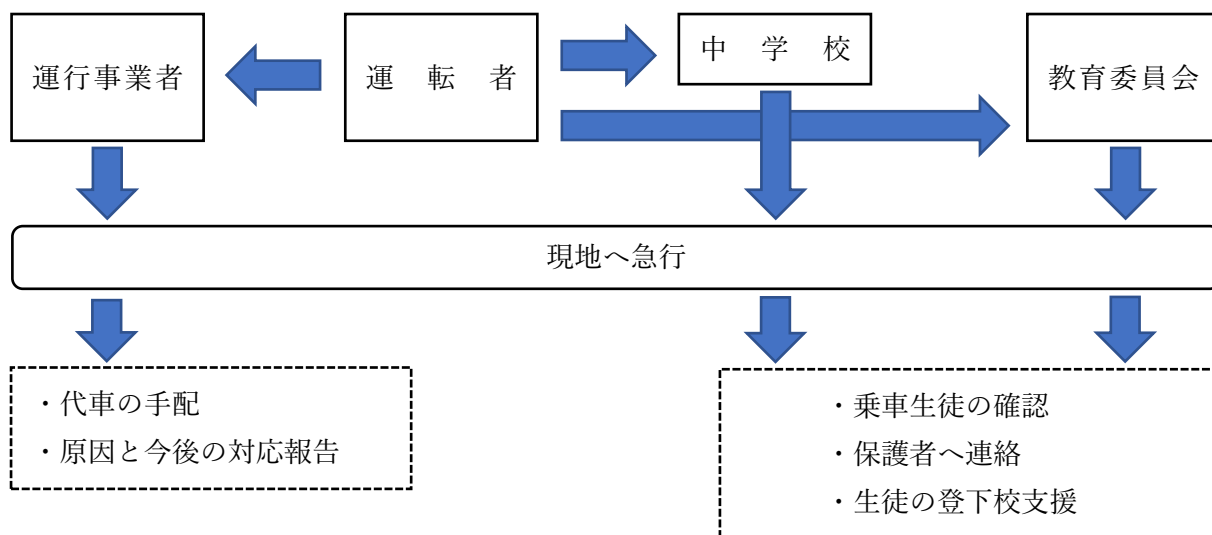 運行事業者
運転者
中学校
教育委員会
現地へ急行
・代車の手配
・原因と今後の対応報告
・乗車生徒の確認
・保護者へ連絡
・生徒の登下校支援